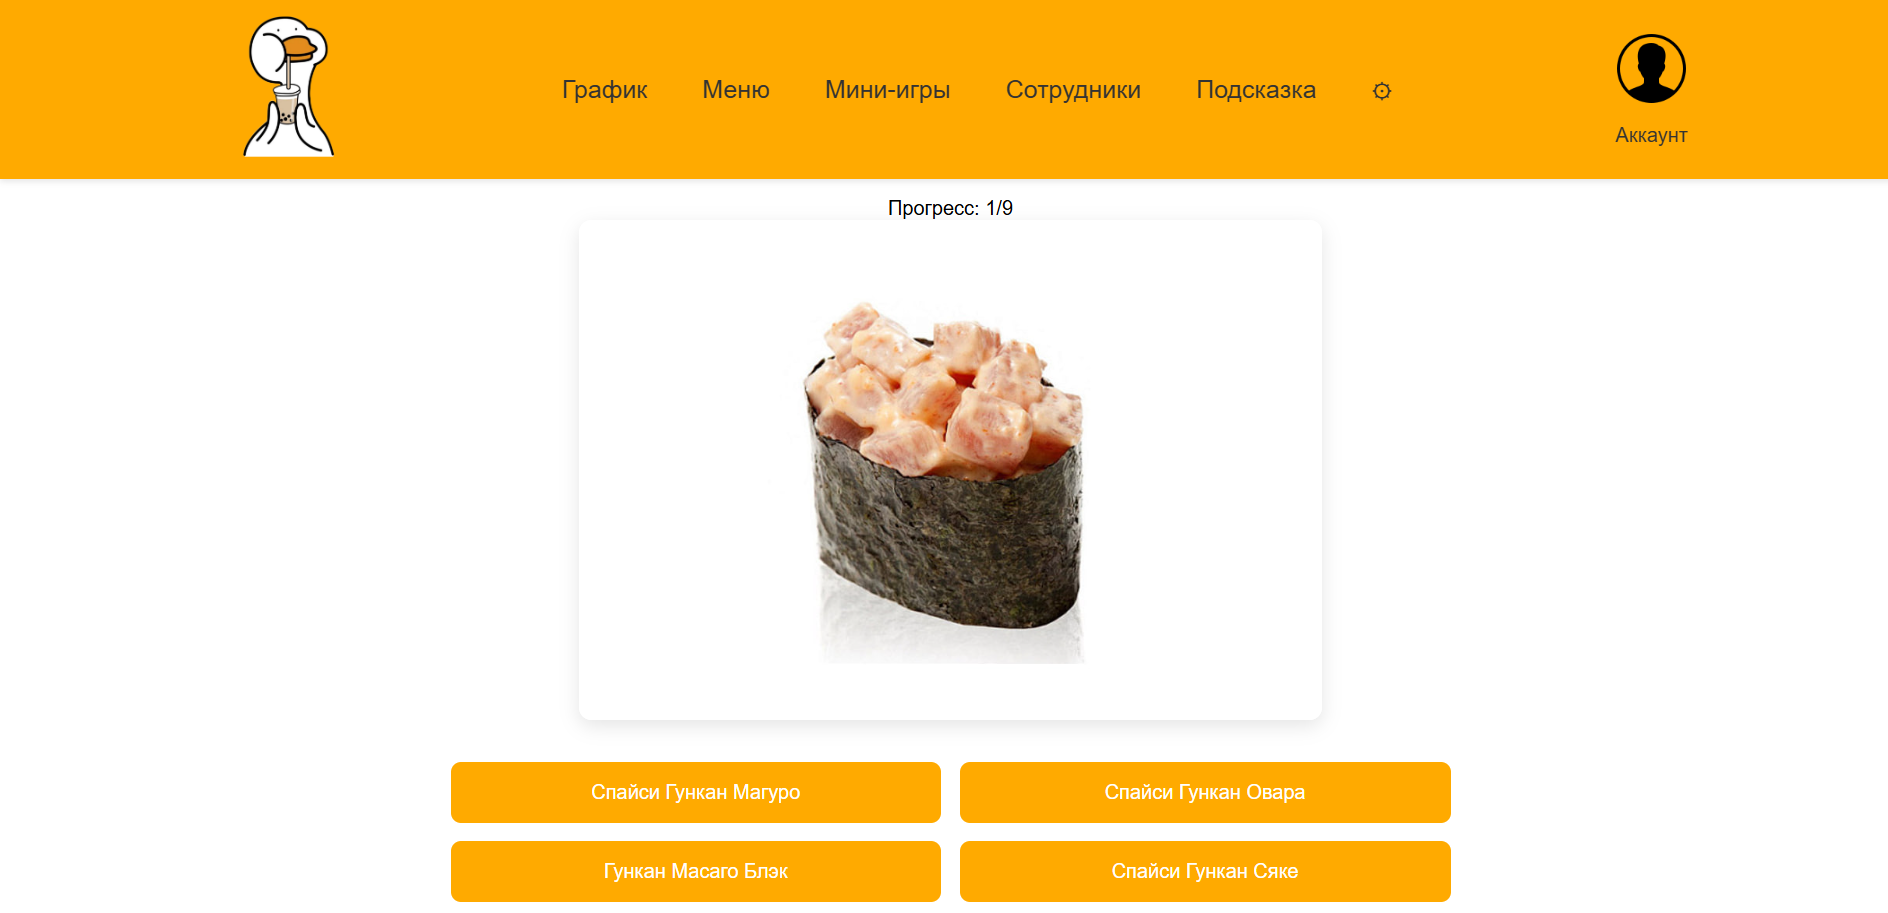 График
Меню
Мини-игры
Сотрудники
Подсказка
Аккаунт
Прогресс: 1/9
Спайси Гункан Магуро
Спайси Гункан Овара
Гункан Масаго Блэк
Спайси Гункан Сяке